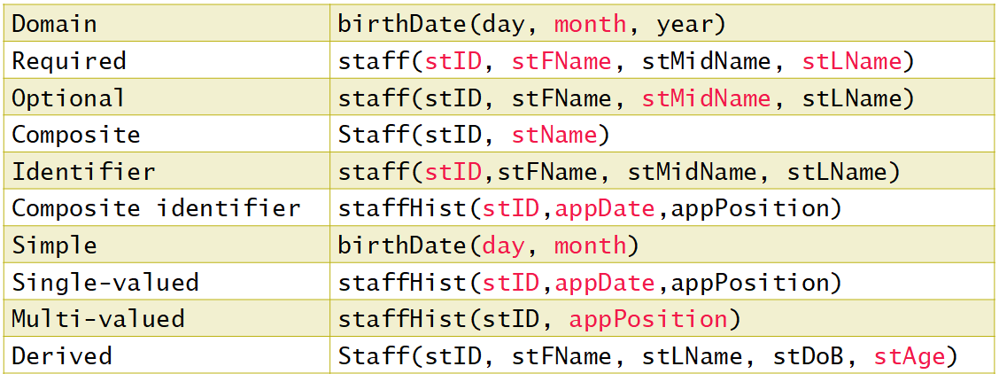 Domain birthDate(day, month, year)
Required staff(stID, stFName, stMidName, stLName)
Optional staff(stID, stFName, stMidName, stLName)
Composite Staff(stID, stName)
Identifier staff(stID,stFName, stMidName, stLName)
Composite identifier staffHist(stID,appDate,appPosition)
Simple birthDate(day, month)
Single-valued staffHist(stID,appDate,appPosition)
Multi-valued staffHist(stID, appPosition)
Derived Staff(stID, stFName, stLName, stDoB, stAge)